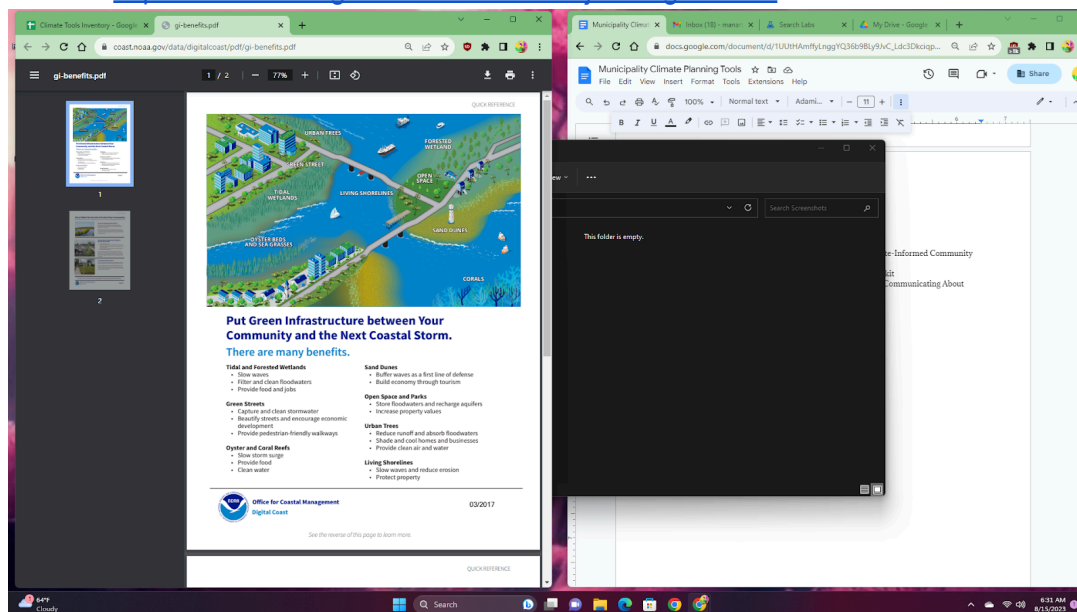 Climate Tools Inventory - Google
gi-benefits.pdf
coast.noaa.gov/data/digitalcoast/pdf/gi-benefits.pdf
gi-benefits.pdf
1 / 2
77%
1
2
QUICK REFERENCE
URBAN TREES
FORESTED
WETLAND
GREEN STREET
OPEN
SPACE
TIDAL
WETLANDS
LIVING SHORELINES
SAND DUNES
OYSTER BEDS
AND SEA GRASSES
CORALS
Put Green Infrastructure between Your
Community and the Next Coastal Storm.
There are many benefits.
Tidal and Forested Wetlands
• Slow waves
• Filter and clean floodwaters
• Provide food and jobs
Green Streets
• Capture and clean stormwater
• Beautify streets and encourage economic
development
• Provide pedestrian-friendly walkways
Oyster and Coral Reefs
• Slow storm surge
• Provide food
• Clean water
Sand Dunes
• Buffer waves as a first line of defense
• Build economy through tourism
Open Space and Parks
• Store floodwaters and recharge aquifers
• Increase property values
Urban Trees
• Reduce runoff and absorb floodwaters
• Shade and cool homes and businesses
• Provide clean air and water
Living Shorelines
• Slow waves and reduce erosion
• Protect property
Office for Coastal Management
Digital Coast
03/2017
See the reverse of this page to learn more.
QUICK REFERENCE
Municipality Climat
Inbox (18) - manan
Search Labs
My Drive - Google
Municipality Climate Planning Tools
File Edit View Insert Format Tools Extensions Help
Share
100% Normal text Adami... 11
B I U A
ew
Search Screenshots
This folder is empty.
te-Informed Community
kit
Communicating About
64°F
Cloudy
Search
6:31 AM
8/15/2023